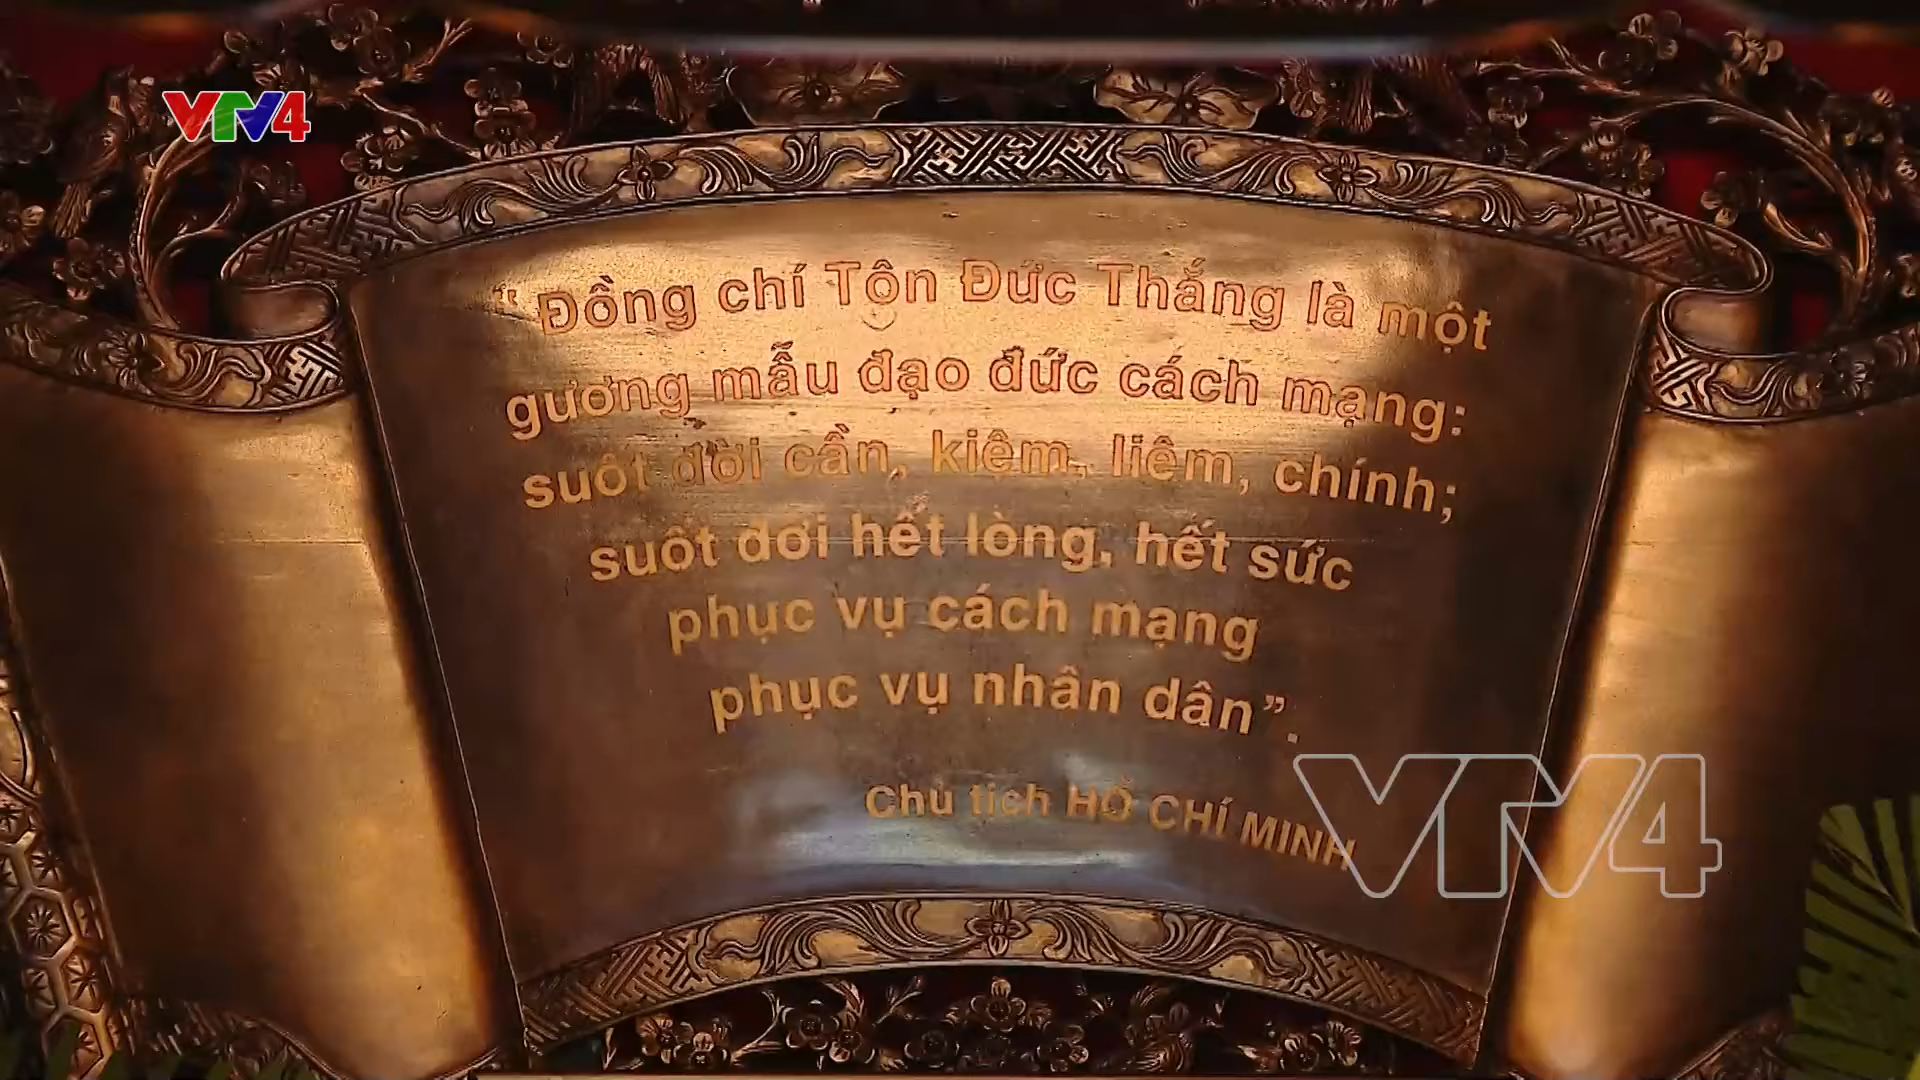 VTV4
“ Đồng chí Tôn Đức Thắng là một
gương mẫu đạo đức cách mạng:
suôt đời cần, kiệm, liêm, chính;
suôt đời hết lòng, hết sức
phục vụ cách mạng
phục vụ nhân dân”.
Chủ tịch HỒ CHÍ MINH
VTV4